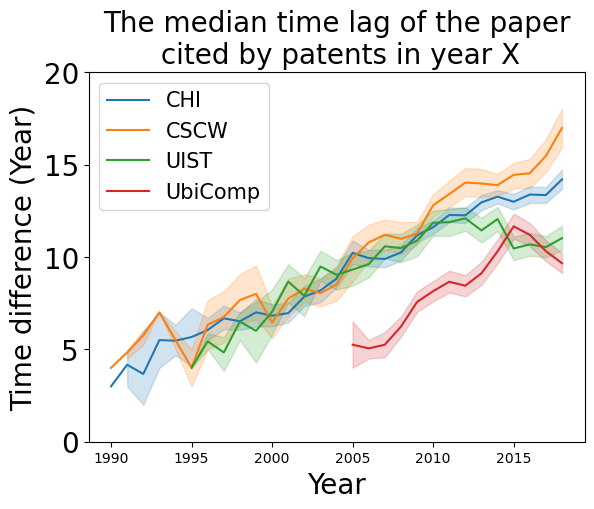 The median time lag of the paper
cited by patents in year X
Time difference (Year)
20
15
10
5
0
CHI
CSCW
UIST
UbiComp
1990 1995 2000 2005 2010 2015
Year